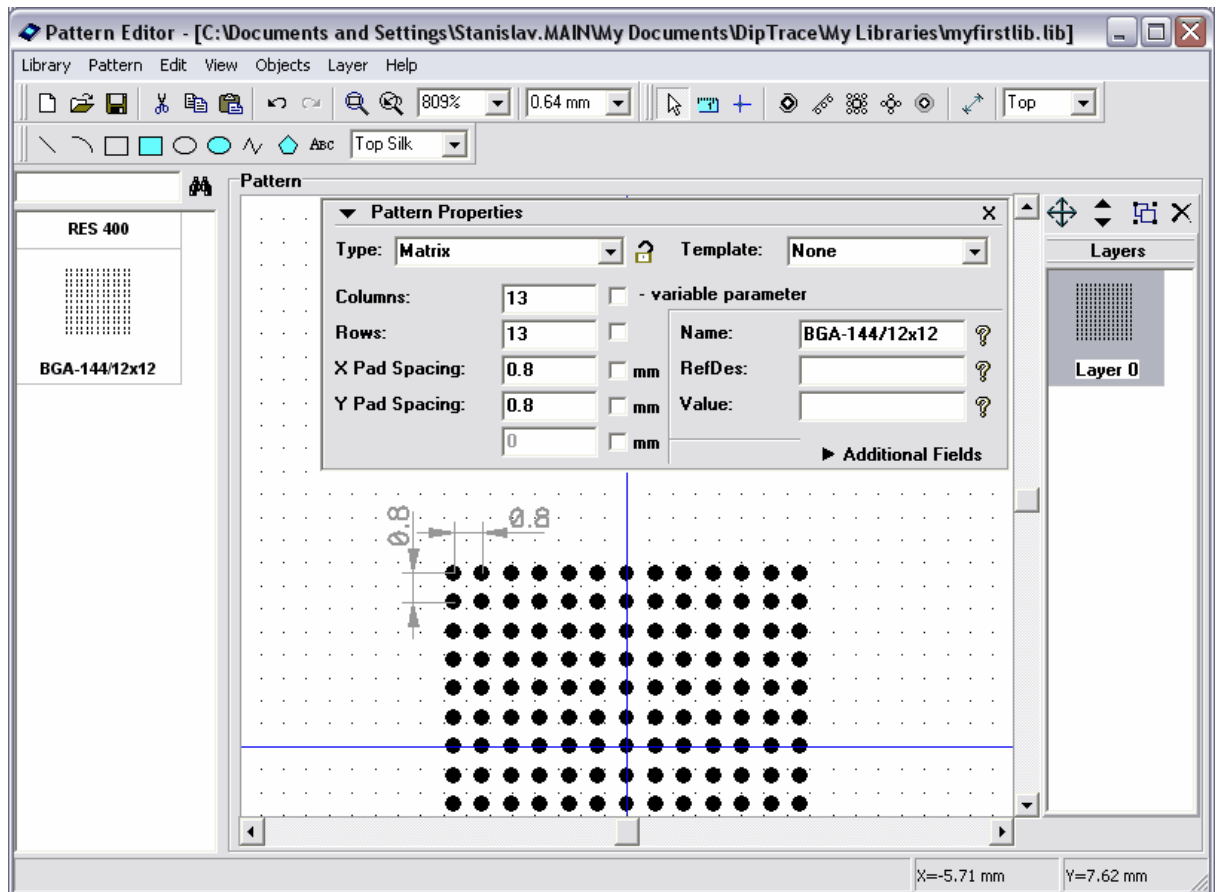 Pattern Editor - [C:\Documents and Settings\Stanislav.MAIN\My Documents\DipTrace\My Libraries\myfirstlib.lib]
Library Pattern Edit View Objects Layer Help
809% 0.64 mm Top
ABC Top Silk
Pattern
RES 400
BGA-144/12x12
Pattern Properties X
Type: Matrix Template: None
Columns: 13 - variable parameter
Rows: 13 Name: BGA-144/12x12 ?
X Pad Spacing: 0.8 mm RefDes: ?
Y Pad Spacing: 0.8 mm Value: ?
0 mm
Additional Fields
Layers
Layer 0
0.8 0.8
X=-5.71 mm Y=7.62 mm